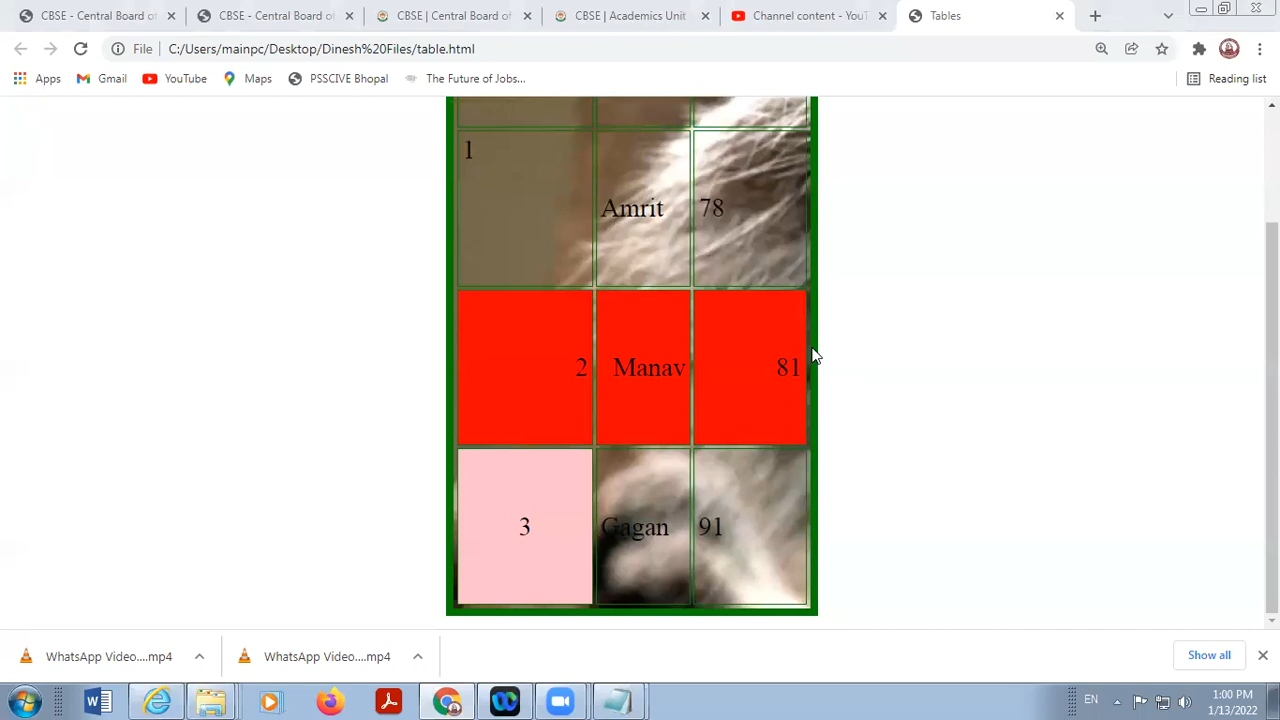 CBSE - Central Board of
CBSE - Central Board of
CBSE | Central Board of
CBSE | Academics Unit
Channel content - YouT
Tables
File
C:/Users/mainpc/Desktop/Dinesh%20Files/table.html
Apps
Gmail
YouTube
Maps
PSSCIVE Bhopal
The Future of Jobs...
Reading list
1
Amrit 78
2 Manav 81
3 Gagan 91
WhatsApp Video....mp4
WhatsApp Video....mp4
Show all
EN
1:00 PM
1/13/2022